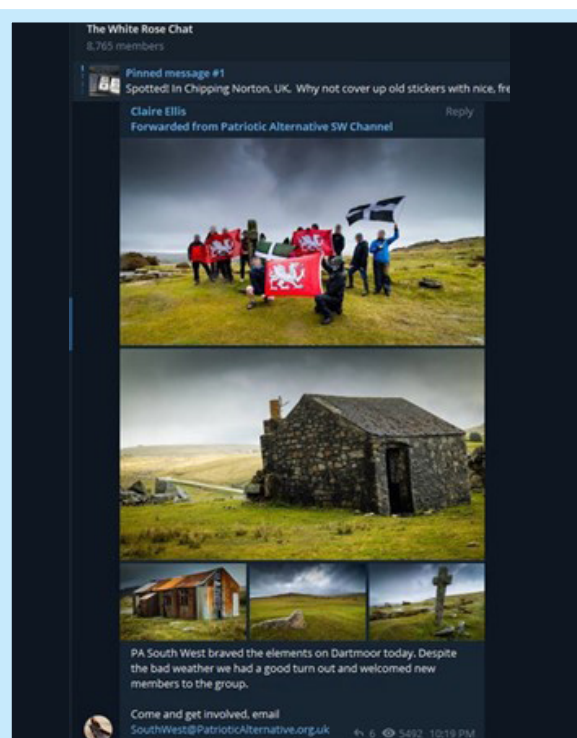 The White Rose Chat
8,765 members
Pinned message #1
Spotted! In Chipping Norton, UK. Why not cover up old stickers with nice, fre
Claire Ellis
Reply
Forwarded from Patriotic Alternative SW Channel
PA South West braved the elements on Dartmoor today. Despite
the bad weather we had a good turn out and welcomed new
members to the group.
Come and get involved, email
SouthWest@PatrioticAlternative.org.uk
6 5492 10:19 PM